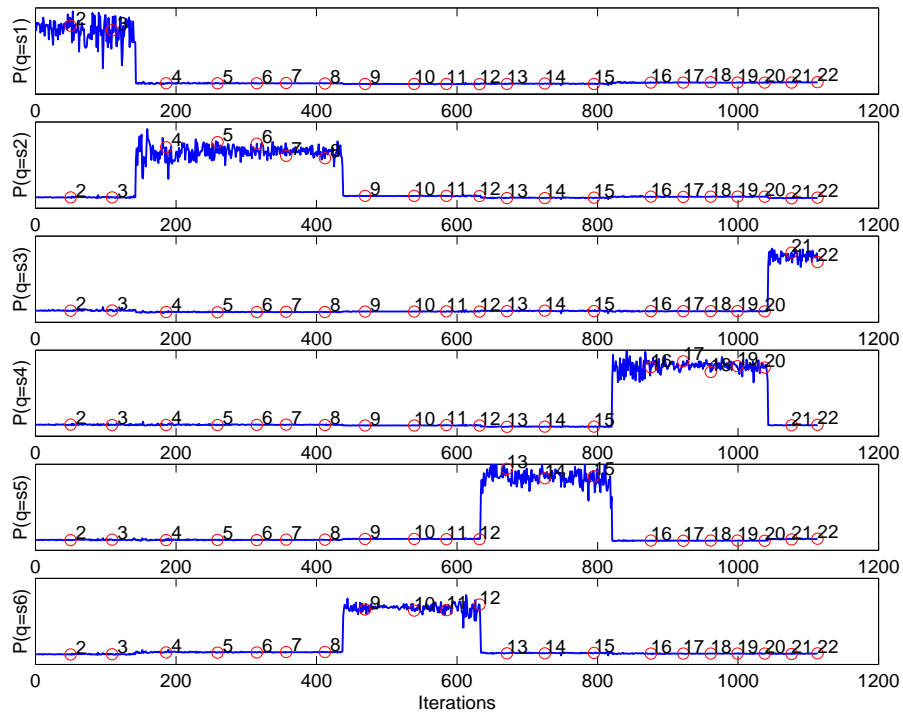 P(q=s1)
2 3 4 5 6 7 8 9 10 11 12 13 14 15 16 17 18 19 20 21 22
0 200 400 600 800 1000 1200
P(q=s2)
2 3 4 5 6 7 8 9 10 11 12 13 14 15 16 17 18 19 20 21 22
0 200 400 600 800 1000 1200
P(q=s3)
2 3 4 5 6 7 8 9 10 11 12 13 14 15 16 17 18 19 20 21 22
0 200 400 600 800 1000 1200
P(q=s4)
2 3 4 5 6 7 8 9 10 11 12 13 14 15 16 17 18 19 20 21 22
0 200 400 600 800 1000 1200
P(q=s5)
2 3 4 5 6 7 8 9 10 11 12 13 14 15 16 17 18 19 20 21 22
0 200 400 600 800 1000 1200
P(q=s6)
2 3 4 5 6 7 8 9 10 11 12 13 14 15 16 17 18 19 20 21 22
0 200 400 600 800 1000 1200
Iterations